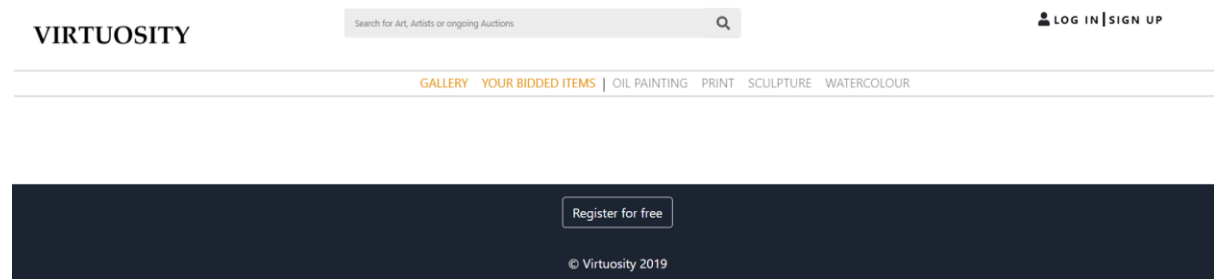 VIRTUOSITY
Search for Art, Artists or ongoing Auctions
LOG IN|SIGN UP
GALLERY YOUR BIDDED ITEMS | OIL PAINTING PRINT SCULPTURE WATERCOLOUR
Register for free
© Virtuosity 2019